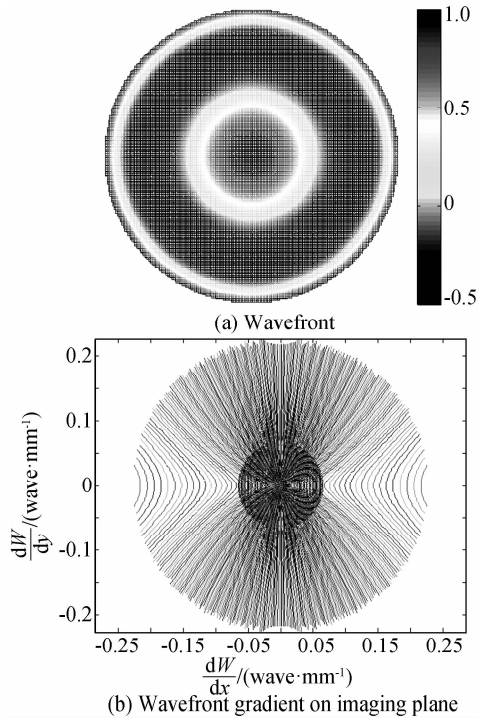 1.0
0.5
0
-0.5
(a) Wavefront
0.2
0.1
0
-0.1
-0.2
dW/dy/(wave·mm⁻¹)
-0.25 -0.15 -0.05 0.05 0.15 0.25
dW/dx/(wave·mm⁻¹)
(b) Wavefront gradient on imaging plane